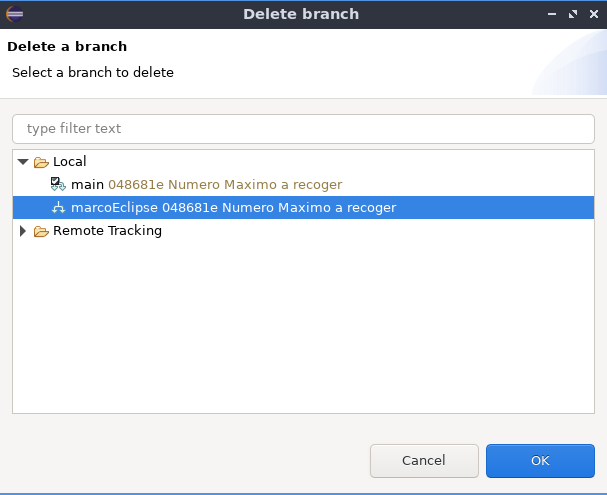 Delete branch
Delete a branch
Select a branch to delete
type filter text
Local
main 048681e Numero Maximo a recoger
marcoEclipse 048681e Numero Maximo a recoger
Remote Tracking
Cancel
OK